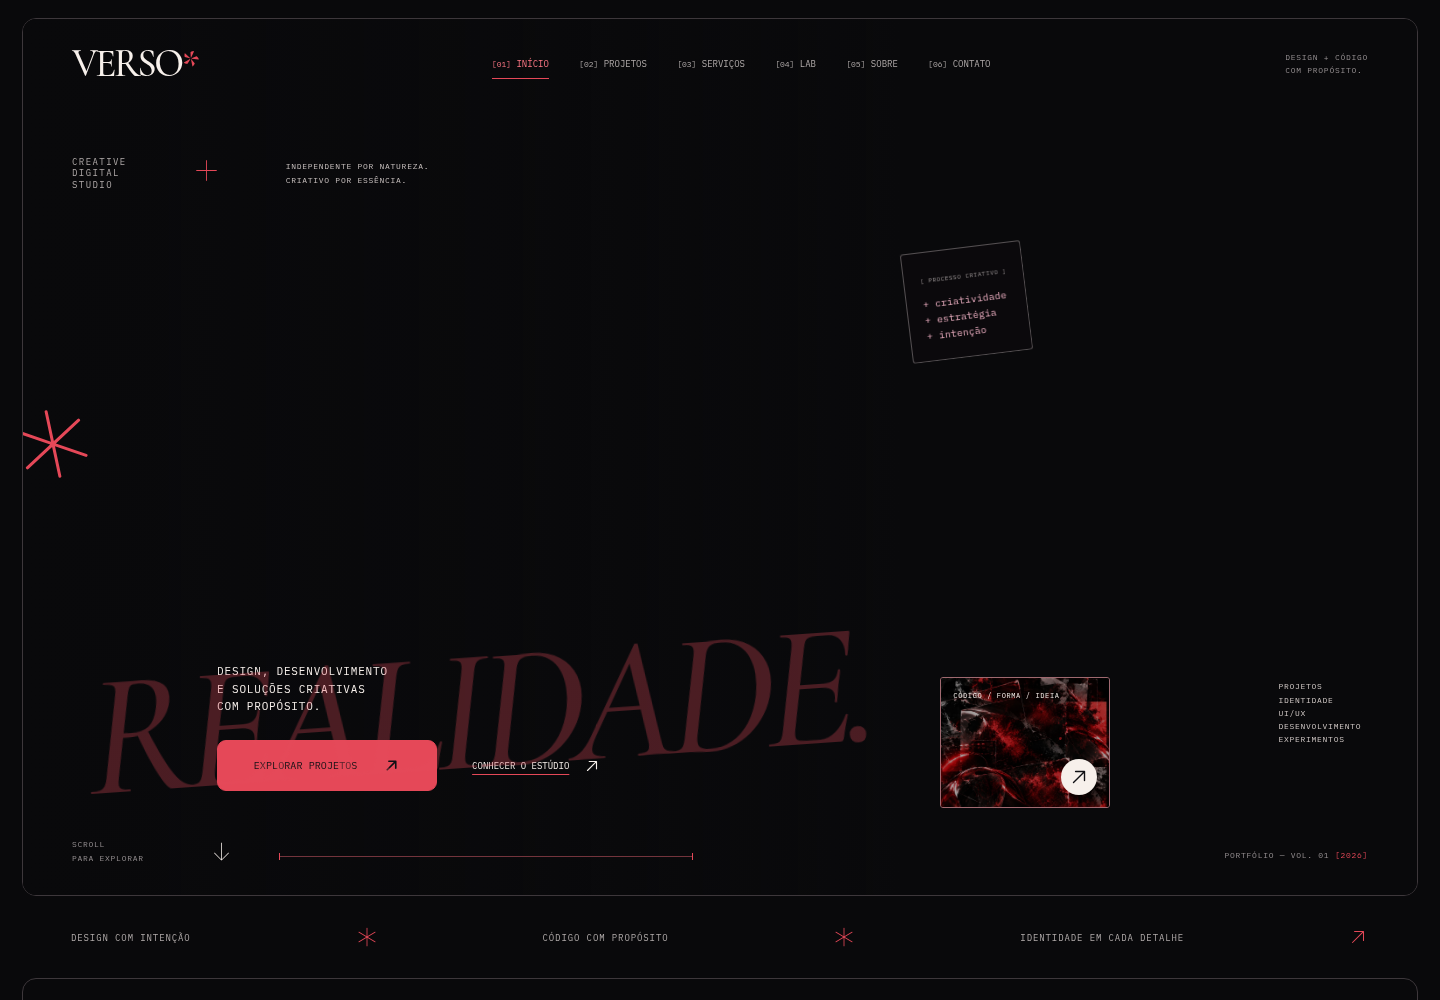 VERSO*
[01] INÍCIO
[02] PROJETOS
[03] SERVIÇOS
[04] LAB
[05] SOBRE
[06] CONTATO
DESIGN + CÓDIGO
COM PROPÓSITO.
CREATIVE
DIGITAL
STUDIO
INDEPENDENTE POR NATUREZA.
CRIATIVO POR ESSÊNCIA.
[ PROCESSO CRIATIVO ]
+ criatividade
+ estratégia
+ intenção
REALIDADE.
DESIGN, DESENVOLVIMENTO
E SOLUÇÕES CRIATIVAS
COM PROPÓSITO.
EXPLORAR PROJETOS
CONHECER O ESTÚDIO
CÓDIGO / FORMA / IDEIA
PROJETOS
IDENTIDADE
UI/UX
DESENVOLVIMENTO
EXPERIMENTOS
SCROLL
PARA EXPLORAR
PORTFÓLIO — VOL. 01 [2026]
DESIGN COM INTENÇÃO
CÓDIGO COM PROPÓSITO
IDENTIDADE EM CADA DETALHE